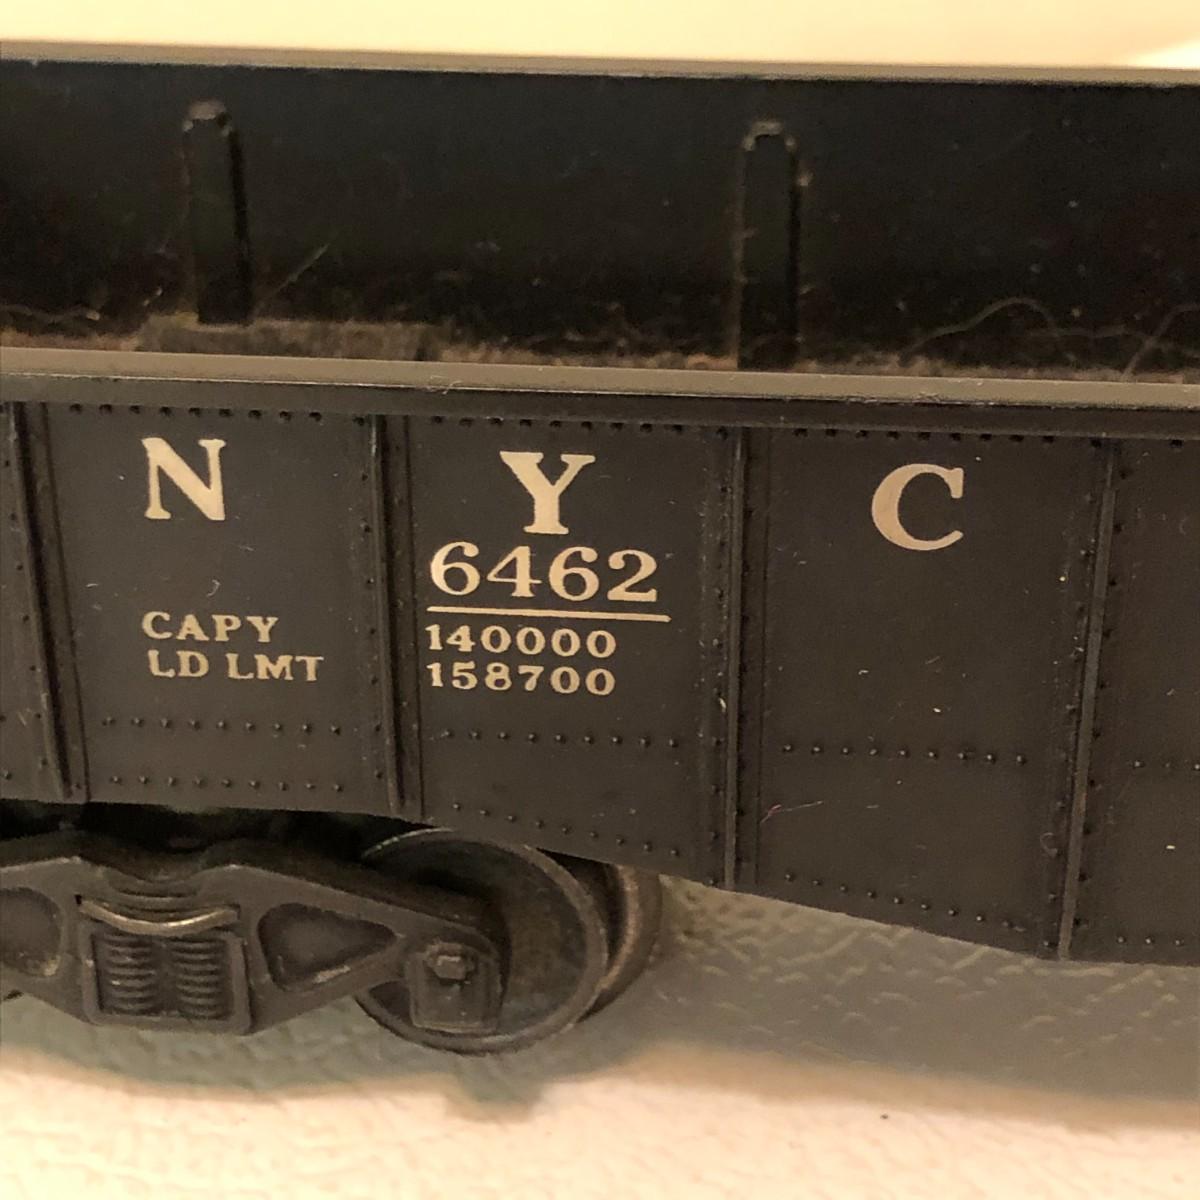 N Y C
6462
CAPY 140000
LD LMT 158700